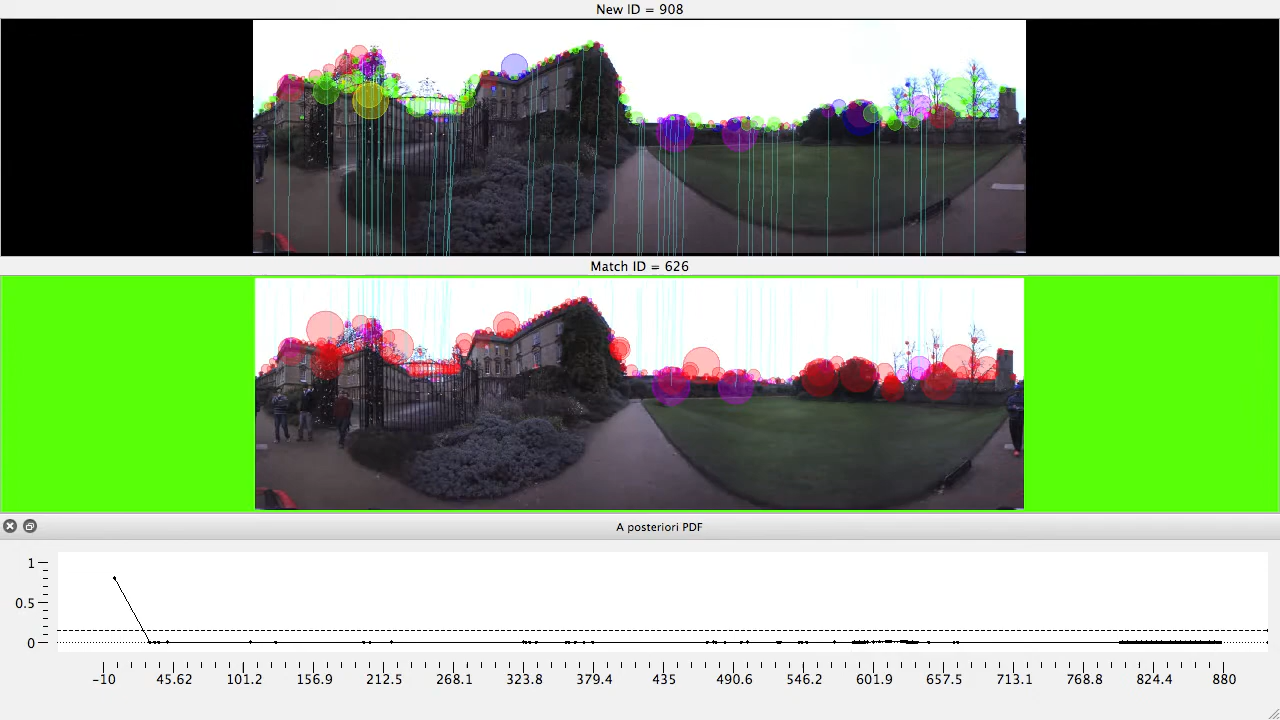 New ID = 908
Match ID = 626
A posteriori PDF
1
0.5
0
−10 45.62 101.2 156.9 212.5 268.1 323.8 379.4 435 490.6 546.2 601.9 657.5 713.1 768.8 824.4 880